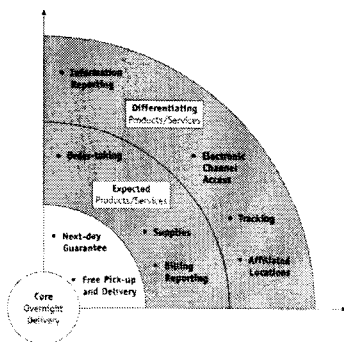 Information
Reporting
Differentiating
Products/Services
Order-taking
Electronic
Channel
Access
Expected
Products/Services
Tracking
Supplies
Next-day
Guarantee
Billing
Reporting
Affiliated
Locations
Free Pick-up
and Delivery
Core
Overnight
Delivery